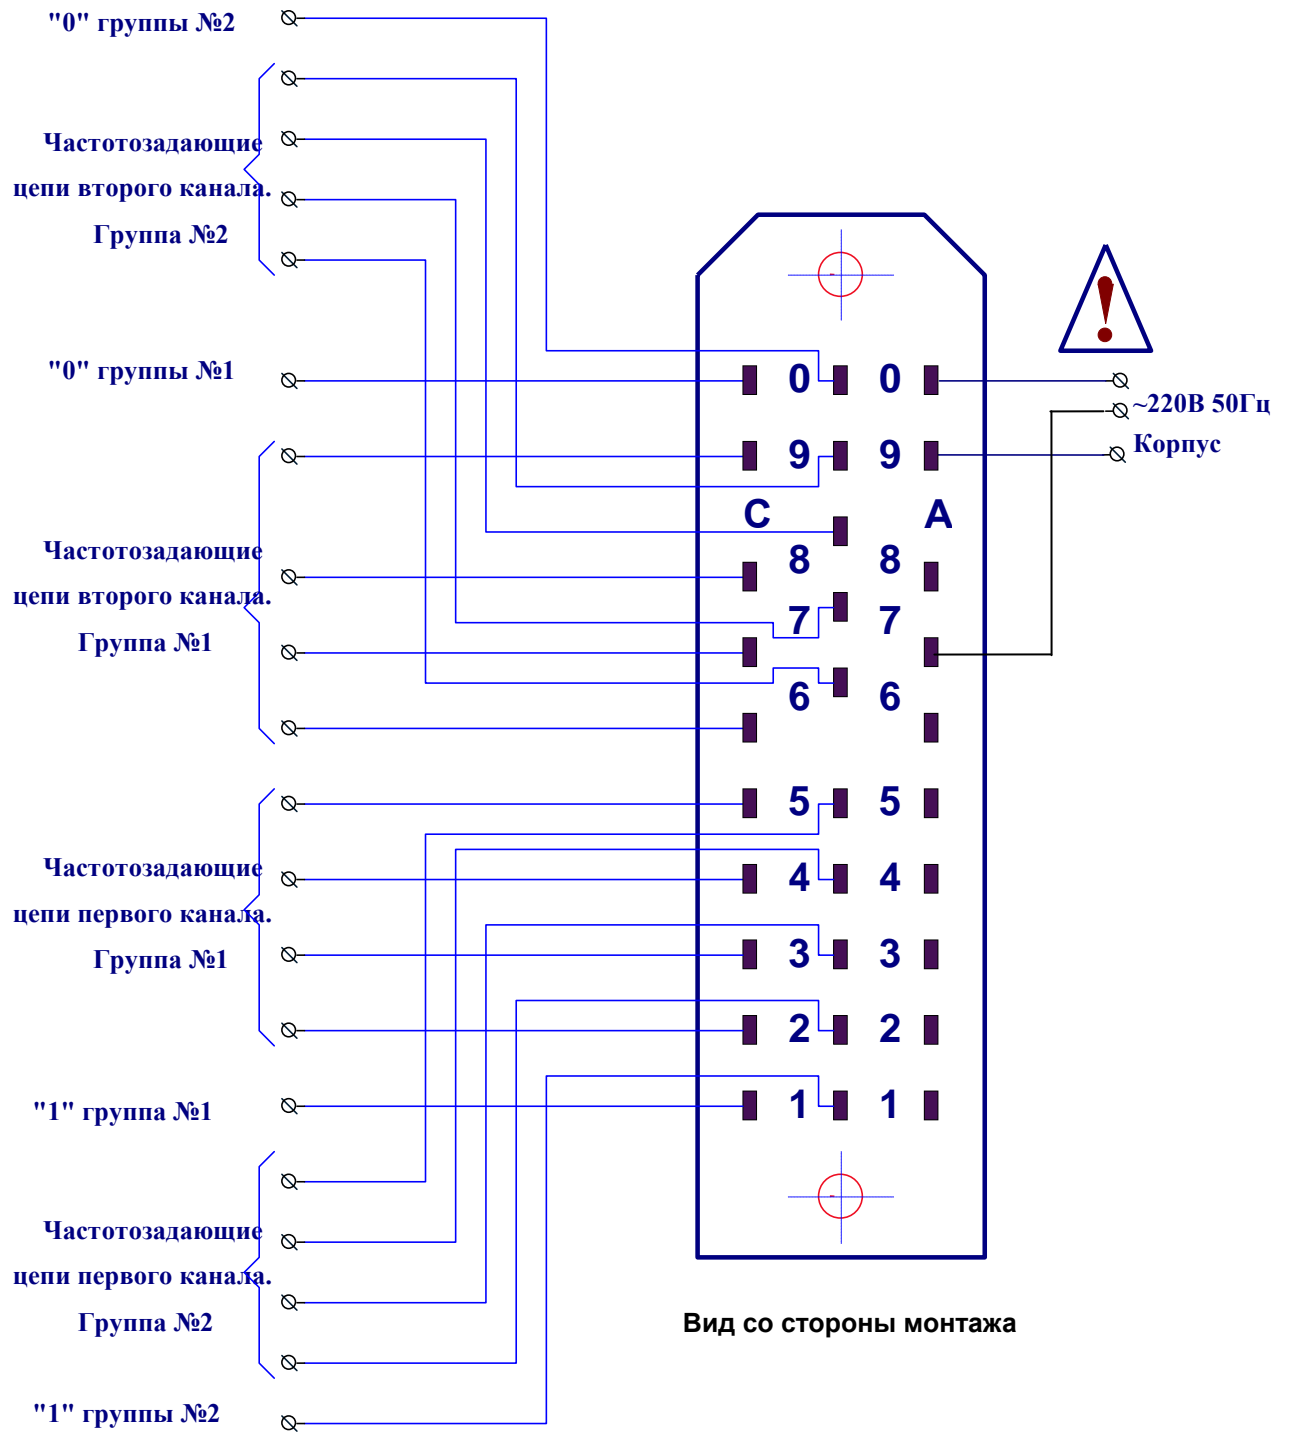 "0" группы №2
Частотозадающие
цепи второго канала.
Группа №2
"0" группы №1
Частотозадающие
цепи второго канала.
Группа №1
Частотозадающие
цепи первого канала.
Группа №1
"1" группа №1
Частотозадающие
цепи первого канала.
Группа №2
"1" группы №2
0 0
9 9
С А
8 8
7 7
6 6
5 5
4 4
3 3
2 2
1 1
!
~220В 50Гц
Корпус
Вид со стороны монтажа